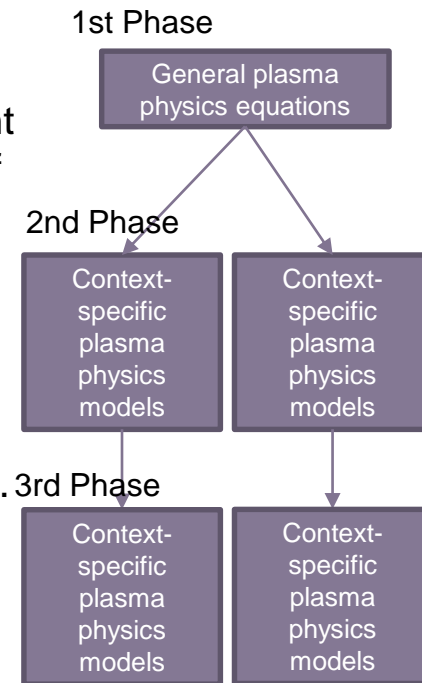 1st Phase
General plasma
physics equations
nt
2nd Phase
Context-
specific
plasma
physics
models
Context-
specific
plasma
physics
models
. 3rd Phase
Context-
specific
plasma
physics
models
Context-
specific
plasma
physics
models